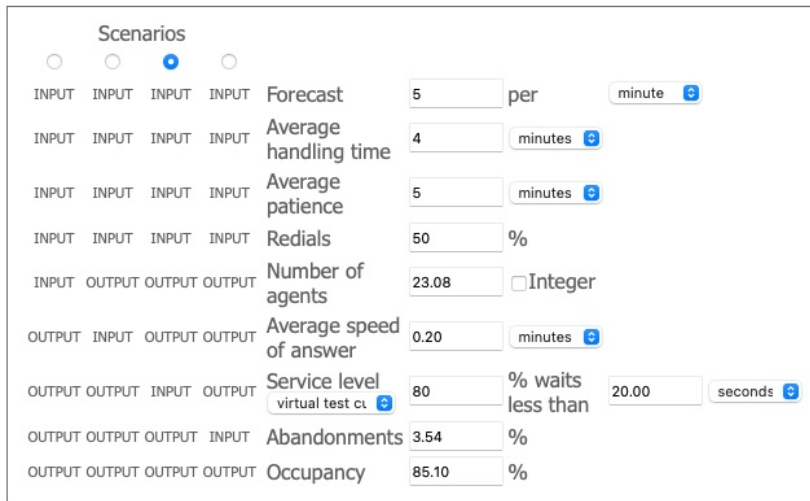 Scenarios
INPUT INPUT INPUT INPUT Forecast 5 per minute
INPUT INPUT INPUT INPUT Average handling time 4 minutes
INPUT INPUT INPUT INPUT Average patience 5 minutes
INPUT INPUT INPUT INPUT Redials 50 %
INPUT OUTPUT OUTPUT OUTPUT Number of agents 23.08 Integer
OUTPUT INPUT OUTPUT OUTPUT Average speed of answer 0.20 minutes
OUTPUT OUTPUT INPUT OUTPUT Service level virtual test cu 80 % waits less than 20.00 seconds
OUTPUT OUTPUT OUTPUT INPUT Abandonments 3.54 %
OUTPUT OUTPUT OUTPUT OUTPUT Occupancy 85.10 %